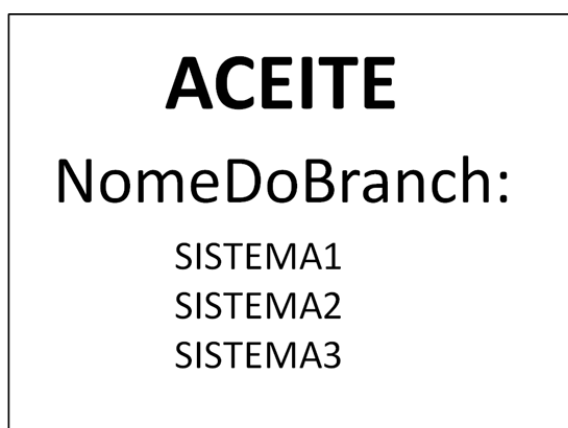 ACEITE
NomeDoBranch:
SISTEMA1
SISTEMA2
SISTEMA3